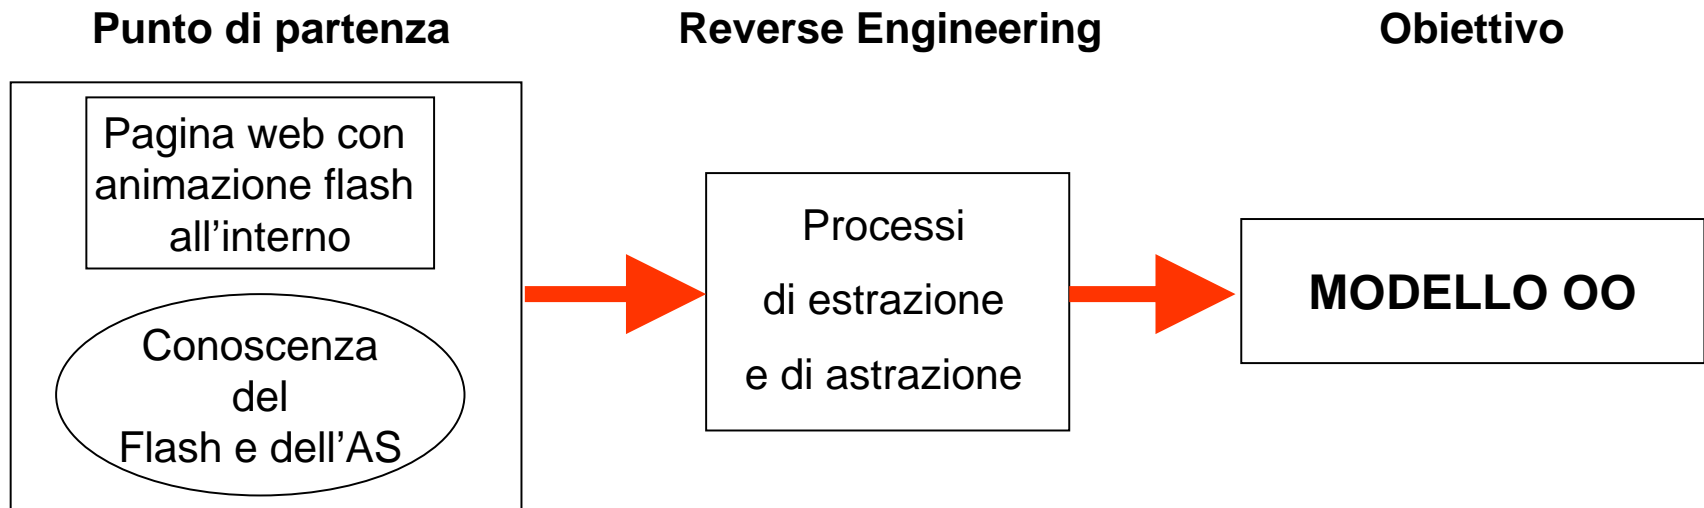 Punto di partenza
Reverse Engineering
Obiettivo
Pagina web con
animazione flash
all’interno
Conoscenza
del
Flash e dell’AS
Processi
di estrazione
e di astrazione
MODELLO OO